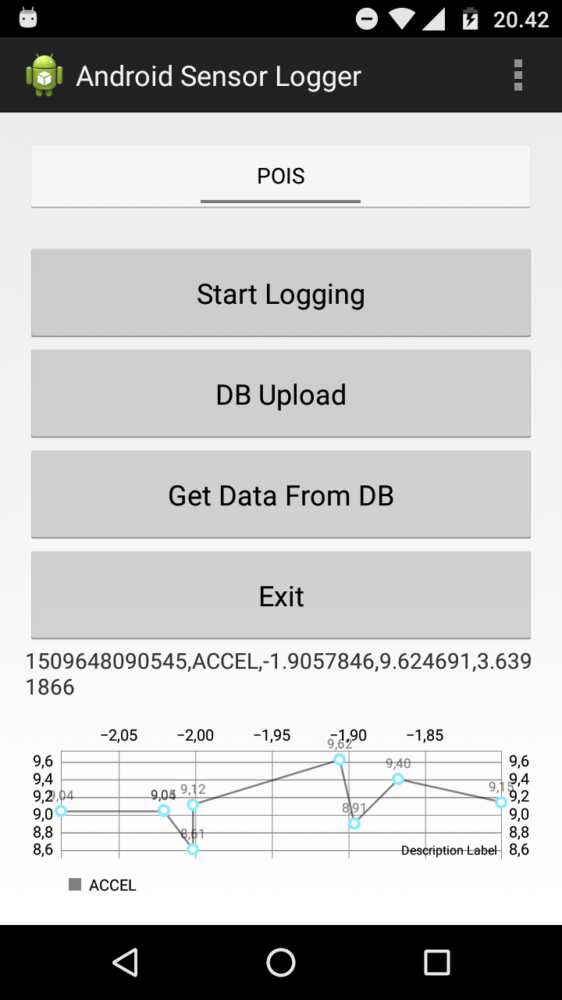 20.42
Android Sensor Logger
POIS
Start Logging
DB Upload
Get Data From DB
Exit
1509648090545,ACCEL,-1.9057846,9.624691,3.639
1866
−2,05 −2,00 −1,95 −1,90 −1,85
9,62
9,6 9,40 9,6
9,4 9,4
9,2 9,04 9,12 9,15 9,2
9,0 8,91 9,0
8,8 8,61 8,8
8,6 Description Label 8,6
ACCEL